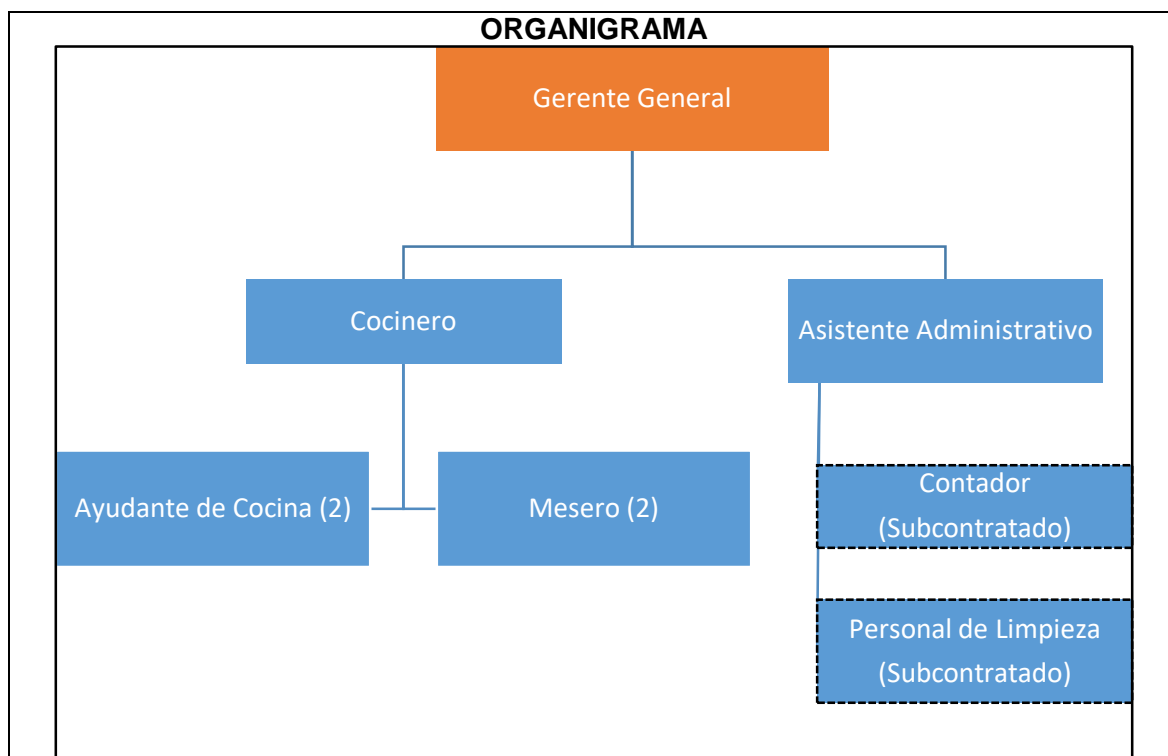 ORGANIGRAMA
Gerente General
Cocinero
Asistente Administrativo
Ayudante de Cocina (2)
Mesero (2)
Contador
(Subcontratado)
Personal de Limpieza
(Subcontratado)